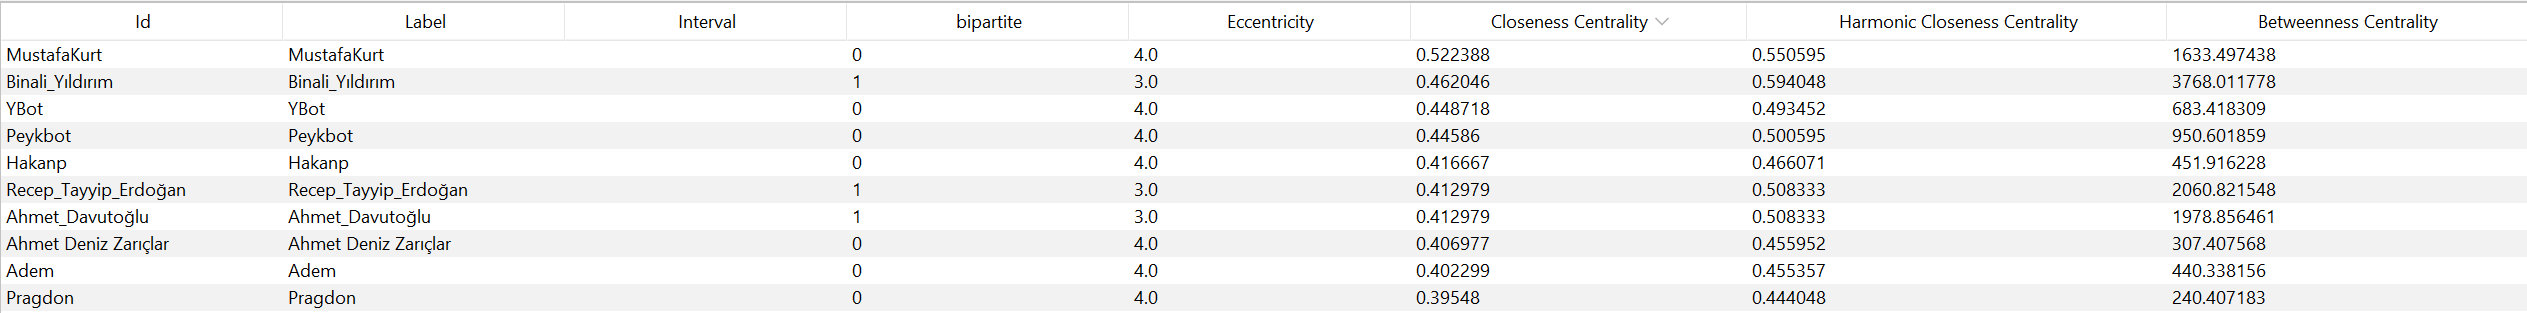 Id Label Interval bipartite Eccentricity Closeness Centrality Harmonic Closeness Centrality Betweenness Centrality
MustafaKurt MustafaKurt 0 4.0 0.522388 0.550595 1633.497438
Binali_Yıldırım Binali_Yıldırım 1 3.0 0.462046 0.594048 3768.011778
YBot YBot 0 4.0 0.448718 0.493452 683.418309
Peykbot Peykbot 0 4.0 0.44586 0.500595 950.601859
Hakanp Hakanp 0 4.0 0.416667 0.466071 451.916228
Recep_Tayyip_Erdoğan Recep_Tayyip_Erdoğan 1 3.0 0.412979 0.508333 2060.821548
Ahmet_Davutoğlu Ahmet_Davutoğlu 1 3.0 0.412979 0.508333 1978.856461
Ahmet Deniz Zarıçlar Ahmet Deniz Zarıçlar 0 4.0 0.406977 0.455952 307.407568
Adem Adem 0 4.0 0.402299 0.455357 440.338156
Pragdon Pragdon 0 4.0 0.39548 0.444048 240.407183